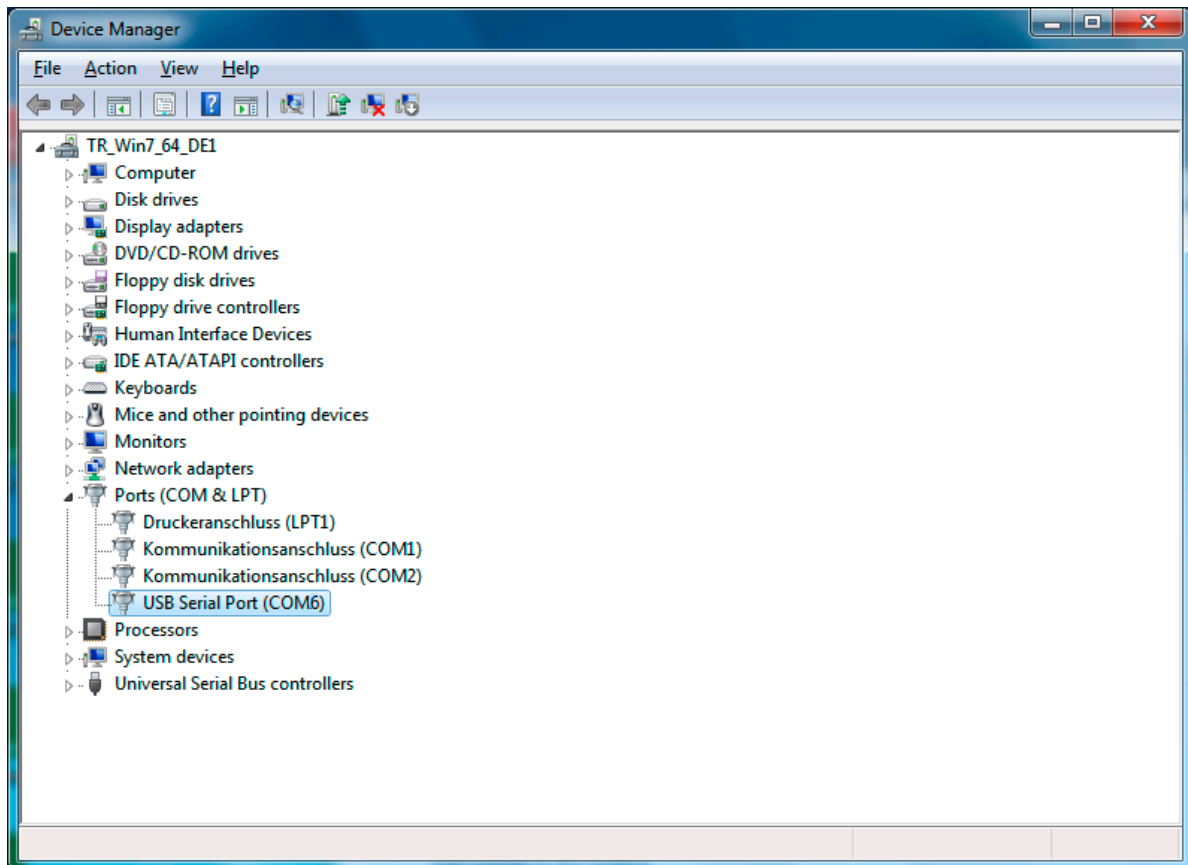 Device Manager
File Action View Help
TR_Win7_64_DE1
Computer
Disk drives
Display adapters
DVD/CD-ROM drives
Floppy disk drives
Floppy drive controllers
Human Interface Devices
IDE ATA/ATAPI controllers
Keyboards
Mice and other pointing devices
Monitors
Network adapters
Ports (COM & LPT)
Druckeranschluss (LPT1)
Kommunikationsanschluss (COM1)
Kommunikationsanschluss (COM2)
USB Serial Port (COM6)
Processors
System devices
Universal Serial Bus controllers